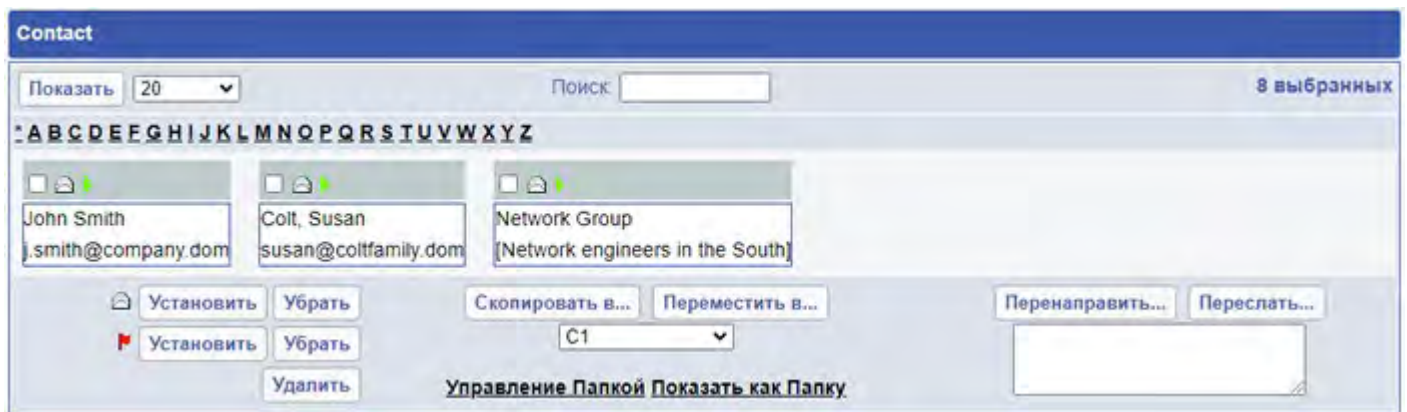 Contact
Показать 20 Поиск 8 выбранных
* A B C D E F G H I J K L M N O P Q R S T U V W X Y Z
John Smith Colt, Susan Network Group
j.smith@company.dom susan@coltfamily.dom [Network engineers in the South]
Установить Убрать Скопировать в... Переместить в... Перенаправить... Переслать...
Установить Убрать C1
Удалить Управление Папкой Показать как Папку